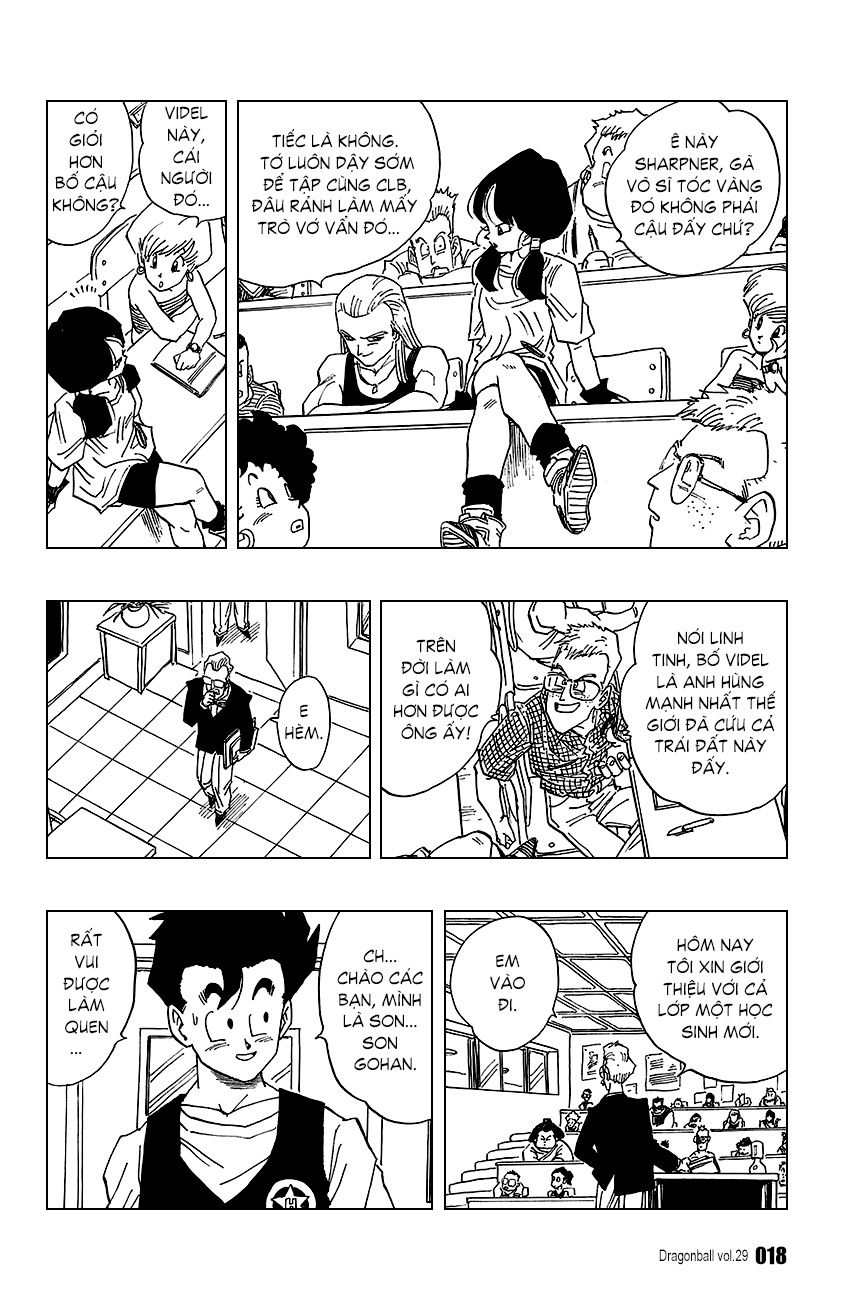 Ê NÀY
SHARPNER, GÃ
VÕ SĨ TÓC VÀNG
ĐÓ KHÔNG PHẢI
CẬU ĐẤY CHỨ?
TIẾC LÀ KHÔNG.
TỚ LUÔN DẬY SỚM
ĐỂ TẬP CÙNG CLB,
ĐÂU RẢNH LÀM MẤY
TRÒ VỚ VẨN ĐÓ...
VIDEL
NÀY,
CÁI
NGƯỜI
ĐÓ...
CÓ
GIỎI
HƠN
BỐ CẬU
KHÔNG?
NÓI LINH
TINH, BỐ VIDEL
LÀ ANH HÙNG
MẠNH NHẤT THẾ
GIỚI ĐÃ CỨU CẢ
TRÁI ĐẤT NÀY
ĐẤY.
TRÊN
ĐỜI LÀM
GÌ CÓ AI
HƠN ĐƯỢC
ÔNG ẤY!
E
HÈM.
HÔM NAY
TÔI XIN GIỚI
THIỆU VỚI CẢ
LỚP MỘT HỌC
SINH MỚI.
EM
VÀO
ĐI.
CH...
CHÀO CÁC
BẠN, MÌNH
LÀ SON...
SON
GOHAN.
RẤT
VUI
ĐƯỢC
LÀM
QUEN
...
H
Dragonball vol.29 018